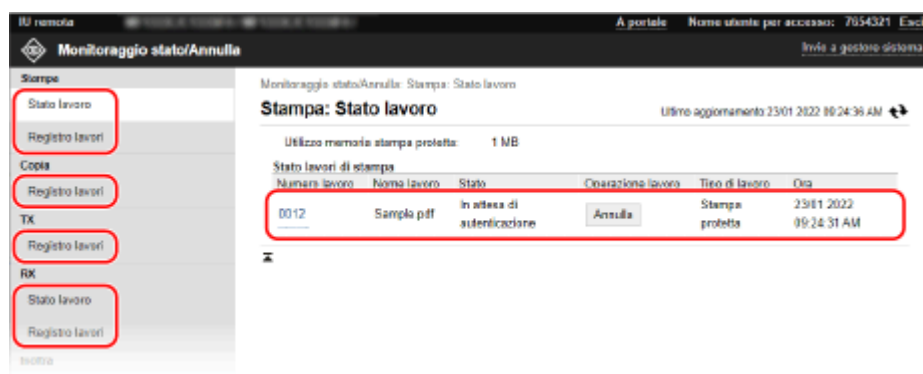 IU remota
A portale Nome utente per accesso: 7654321 Esci
Monitoraggio stato/Annulla
Invia a gestore sistema
Stampa
Stato lavoro
Registro lavori
Copia
Registro lavori
TX
Registro lavori
RX
Stato lavoro
Registro lavori
Inoltra
Monitoraggio stato/Annulla: Stampa: Stato lavoro
Stampa: Stato lavoro
Ultimo aggiornamento:23/01 2022 09:24:36 AM
Utilizzo memoria stampa protetta: 1 MB
Stato lavori di stampa
Numero lavoro Nome lavoro Stato Operazione lavoro Tipo di lavoro Ora
0012 Sample.pdf In attesa di autenticazione Annulla Stampa protetta 23/01 2022 09:24:31 AM